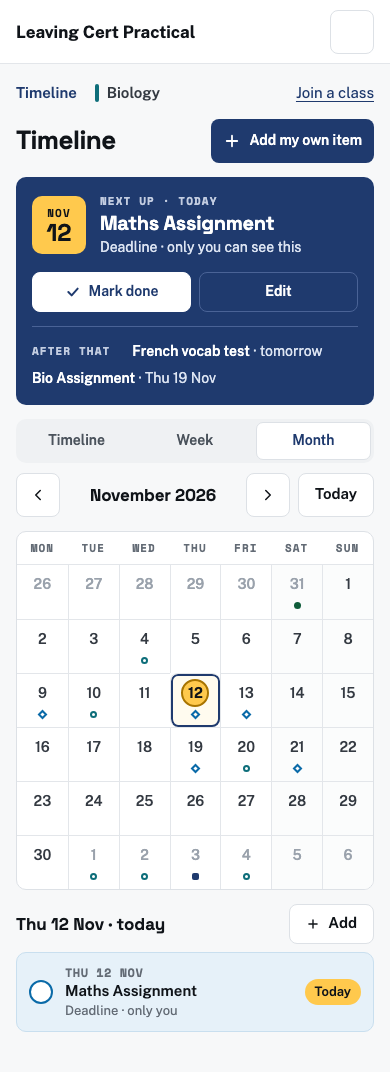 Leaving Cert Practical
Timeline Biology Join a class
Timeline + Add my own item
NOV
12
NEXT UP · TODAY
Maths Assignment
Deadline · only you can see this
Mark done Edit
AFTER THAT French vocab test · tomorrow
Bio Assignment · Thu 19 Nov
Timeline Week Month
November 2026 Today
MON TUE WED THU FRI SAT SUN
26 27 28 29 30 31 1
2 3 4 5 6 7 8
9 10 11 12 13 14 15
16 17 18 19 20 21 22
23 24 25 26 27 28 29
30 1 2 3 4 5 6
Thu 12 Nov · today + Add
THU 12 NOV
Maths Assignment Today
Deadline · only you